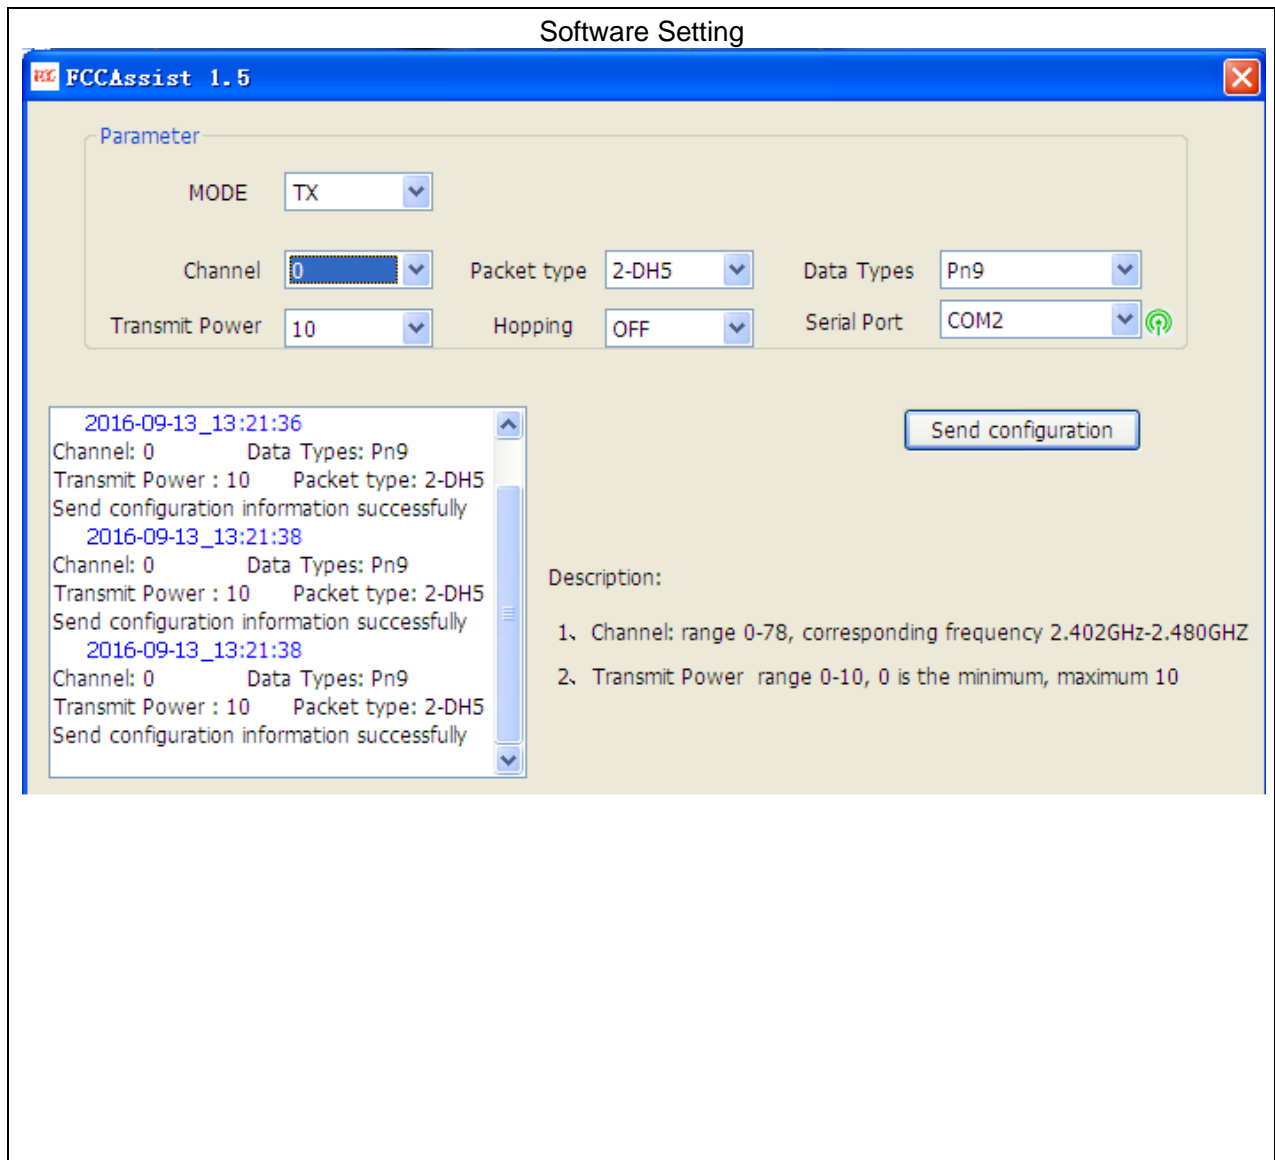 Software Setting
FCCAssist 1.5
Parameter
MODE TX
Channel 0 Packet type 2-DH5 Data Types Pn9
Transmit Power 10 Hopping OFF Serial Port COM2
2016-09-13_13:21:36
Channel: 0 Data Types: Pn9
Transmit Power : 10 Packet type: 2-DH5
Send configuration information successfully
2016-09-13_13:21:38
Channel: 0 Data Types: Pn9
Transmit Power : 10 Packet type: 2-DH5
Send configuration information successfully
2016-09-13_13:21:38
Channel: 0 Data Types: Pn9
Transmit Power : 10 Packet type: 2-DH5
Send configuration information successfully
Send configuration
Description:
1、Channel: range 0-78, corresponding frequency 2.402GHz-2.480GHZ
2、Transmit Power range 0-10, 0 is the minimum, maximum 10